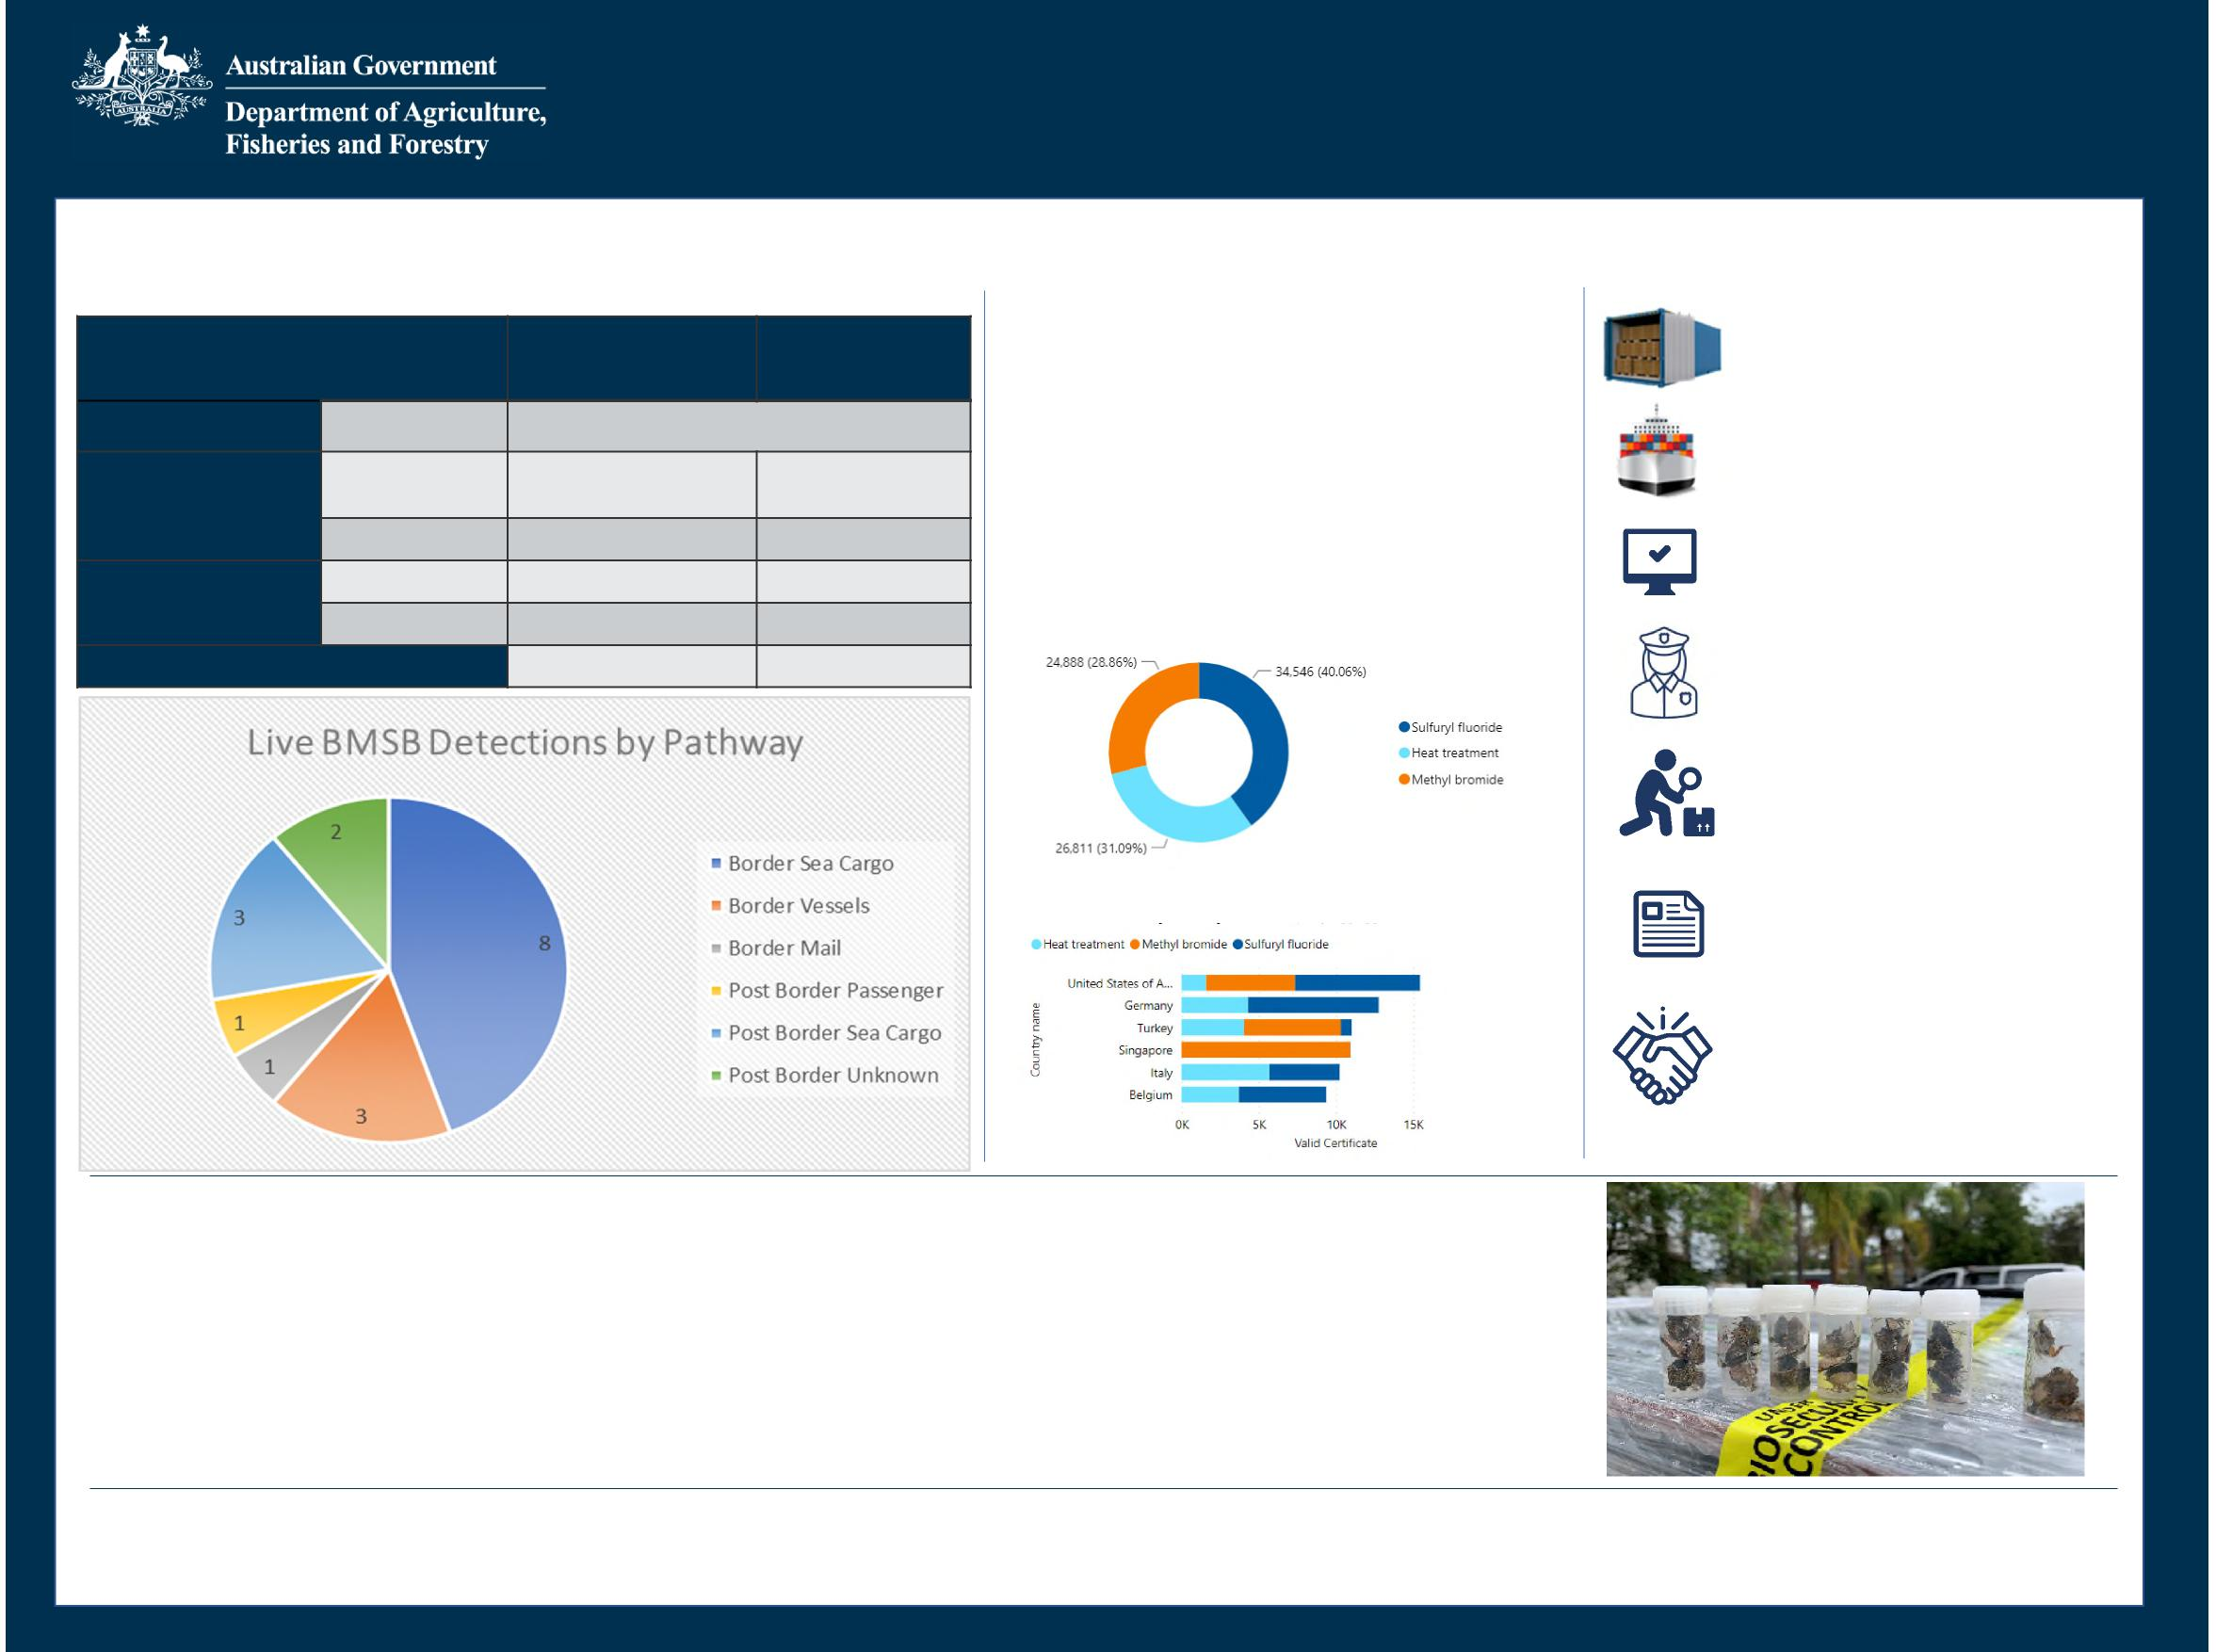 Australian Government
Department of Agriculture,
Fisheries and Forestry
AUSTRALIA
Live BMSB Detections by Pathway
2
8
3
1
1
3
Border Sea Cargo
Border Vessels
Border Mail
Post Border Passenger
Post Border Sea Cargo
Post Border Unknown
24,888 (28.86%)
34,546 (40.06%)
26,811 (31.09%)
Sulfuryl fluoride
Heat treatment
Methyl bromide
Heat treatment Methyl bromide Sulfuryl fluoride
Country name
United States of A...
Germany
Turkey
Singapore
Italy
Belgium
0K 5K 10K 15K
Valid Certificate
CONTROL